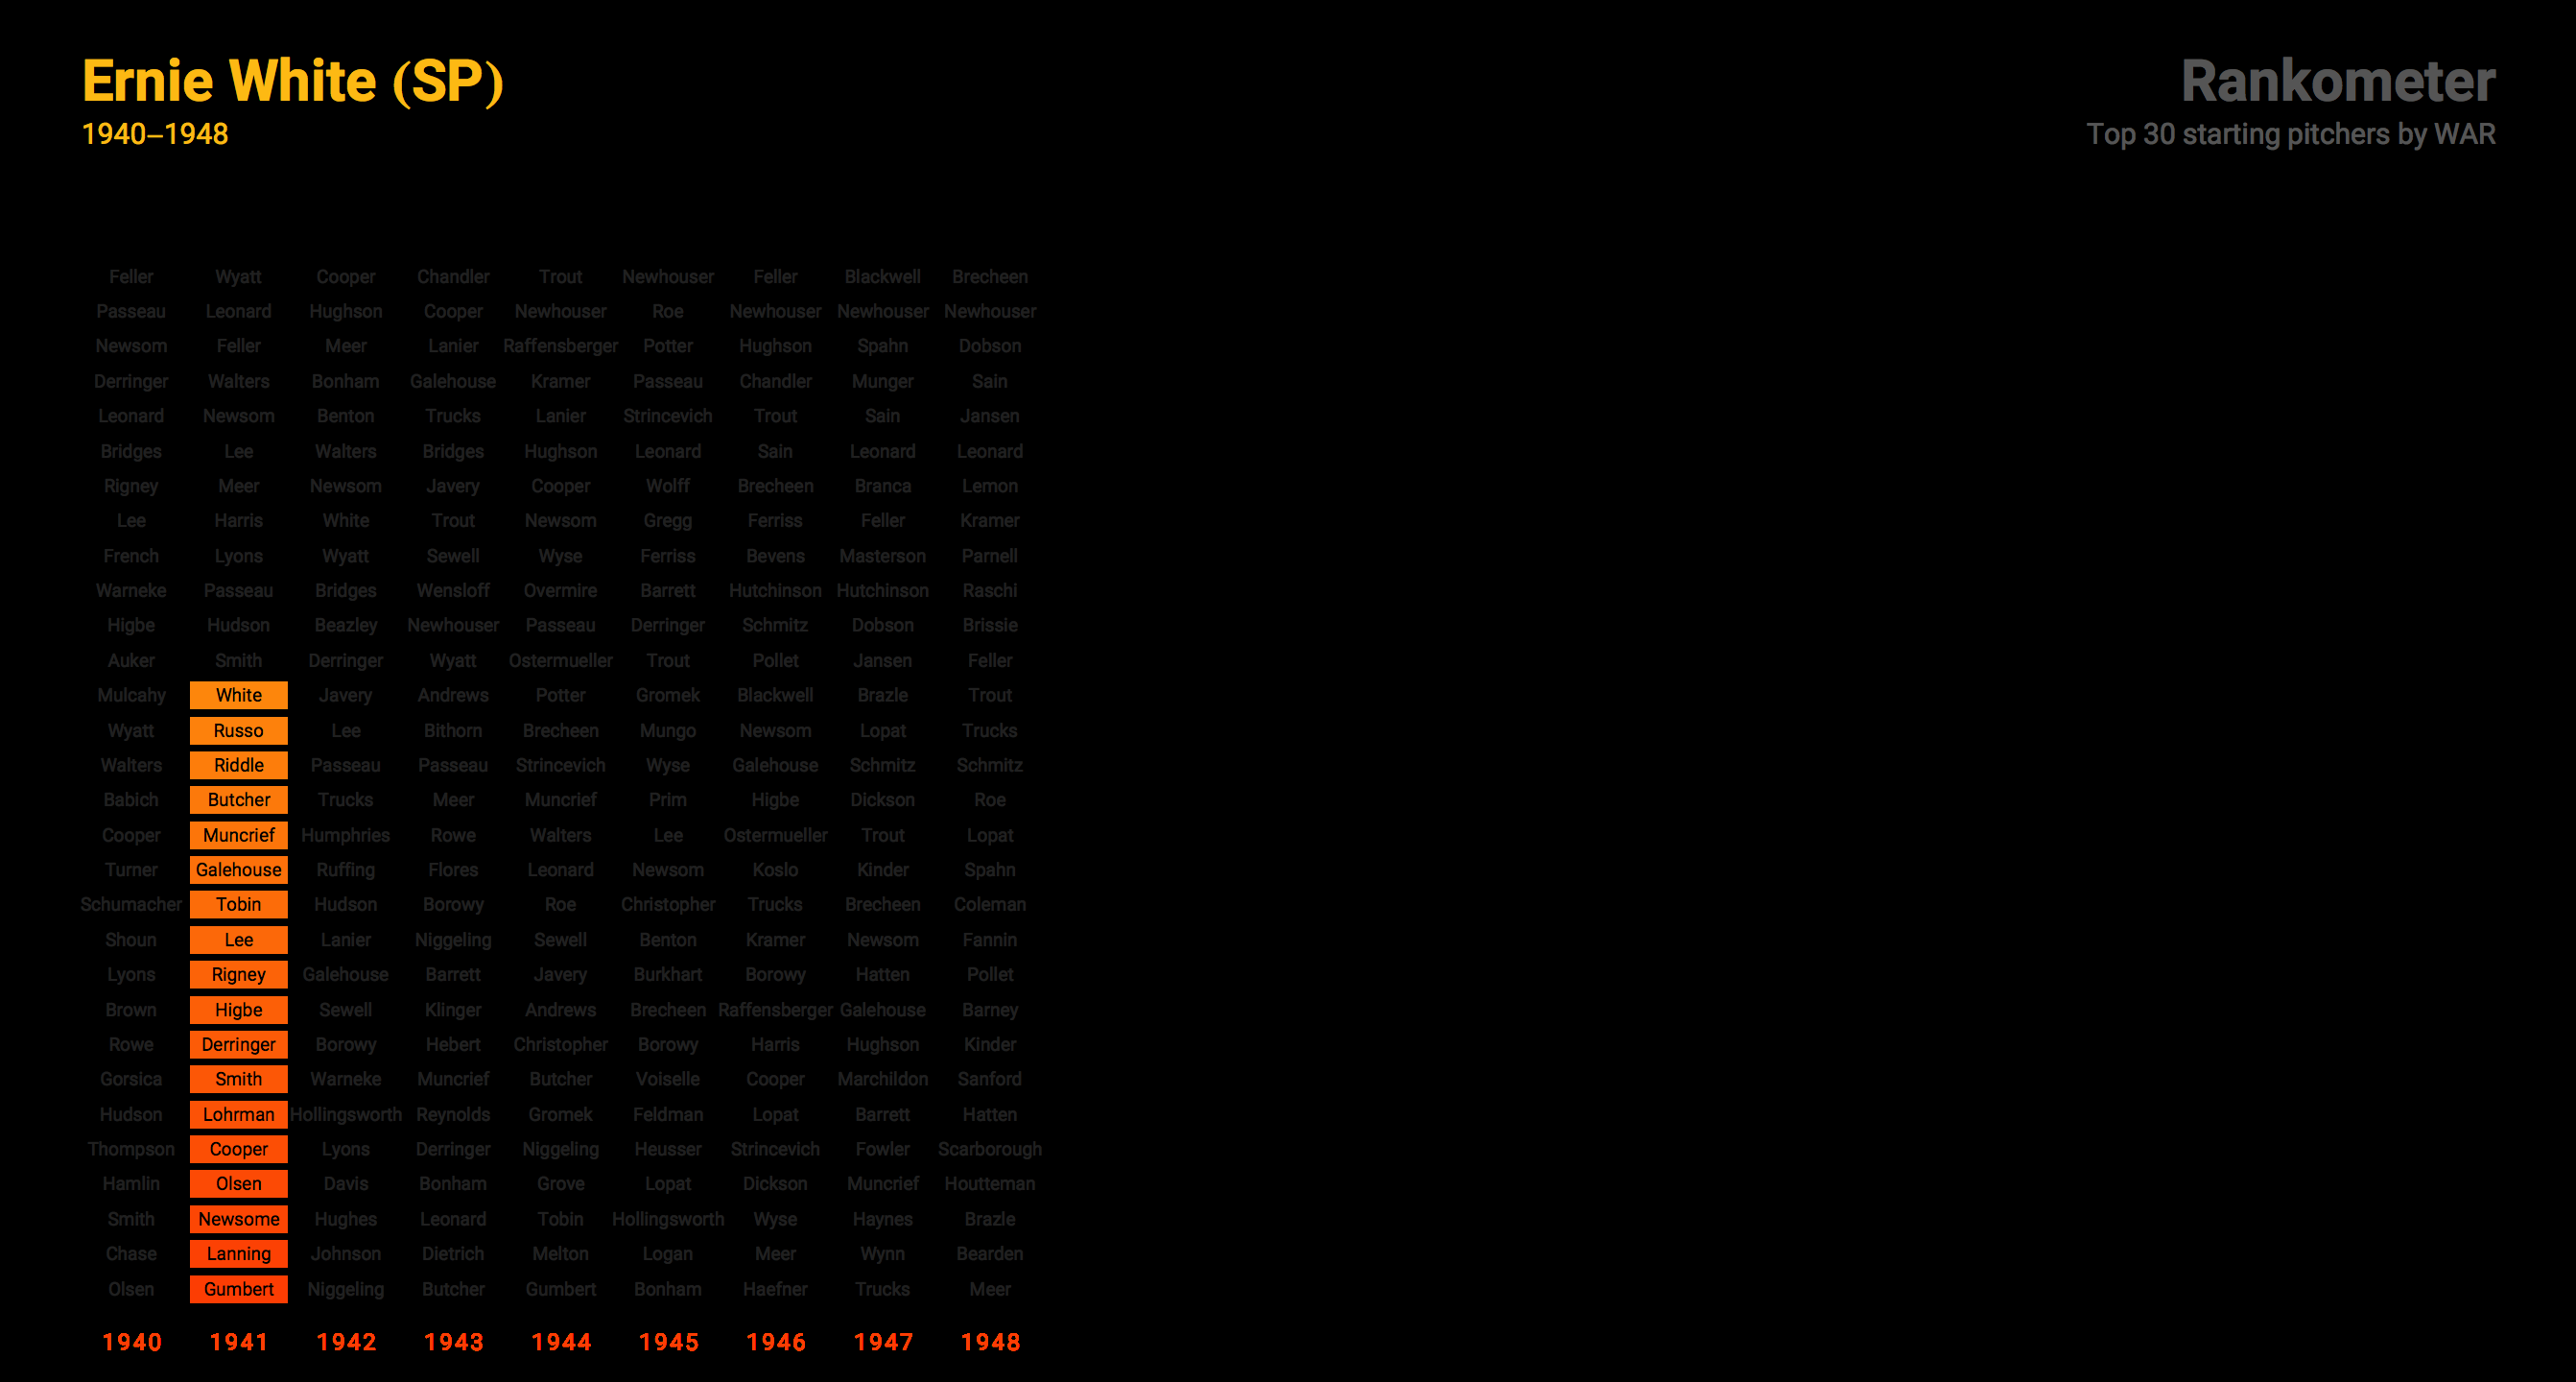 Ernie White (SP)
1940–1948
Rankometer
Top 30 starting pitchers by WAR
Feller Wyatt Cooper Chandler Trout Newhouser Feller Blackwell Brecheen
Passeau Leonard Hughson Cooper Newhouser Roe Newhouser Newhouser Newhouser
Newsom Feller Meer Lanier Raffensberger Potter Hughson Spahn Dobson
Derringer Walters Bonham Galehouse Kramer Passeau Chandler Munger Sain
Leonard Newsom Benton Trucks Lanier Strincevich Trout Sain Jansen
Bridges Lee Walters Bridges Hughson Leonard Sain Leonard Leonard
Rigney Meer Newsom Javery Cooper Wolff Brecheen Branca Lemon
Lee Harris White Trout Newsom Gregg Ferriss Feller Kramer
French Lyons Wyatt Sewell Wyse Ferriss Bevens Masterson Parnell
Warneke Passeau Bridges Wensloff Overmire Barrett Hutchinson Hutchinson Raschi
Higbe Hudson Beazley Newhouser Passeau Derringer Schmitz Dobson Brissie
Auker Smith Derringer Wyatt Ostermueller Trout Pollet Jansen Feller
Mulcahy White Javery Andrews Potter Gromek Blackwell Brazle Trout
Wyatt Russo Lee Bithorn Brecheen Mungo Newsom Lopat Trucks
Walters Riddle Passeau Passeau Strincevich Wyse Galehouse Schmitz Schmitz
Babich Butcher Trucks Meer Muncrief Prim Higbe Dickson Roe
Cooper Muncrief Humphries Rowe Walters Lee Ostermueller Trout Lopat
Turner Galehouse Ruffing Flores Leonard Newsom Koslo Kinder Spahn
Schumacher Tobin Hudson Borowy Roe Christopher Trucks Brecheen Coleman
Shoun Lee Lanier Niggeling Sewell Benton Kramer Newsom Fannin
Lyons Rigney Galehouse Barrett Javery Burkhart Borowy Hatten Pollet
Brown Higbe Sewell Klinger Andrews Brecheen Raffensberger Galehouse Barney
Rowe Derringer Borowy Hebert Christopher Borowy Harris Hughson Kinder
Gorsica Smith Warneke Muncrief Butcher Voiselle Cooper Marchildon Sanford
Hudson Lohrman Hollingsworth Reynolds Gromek Feldman Lopat Barrett Hatten
Thompson Cooper Lyons Derringer Niggeling Heusser Strincevich Fowler Scarborough
Hamlin Olsen Davis Bonham Grove Lopat Dickson Muncrief Houtteman
Smith Newsome Hughes Leonard Tobin Hollingsworth Wyse Haynes Brazle
Chase Lanning Johnson Dietrich Melton Logan Meer Wynn Bearden
Olsen Gumbert Niggeling Butcher Gumbert Bonham Haefner Trucks Meer
1940 1941 1942 1943 1944 1945 1946 1947 1948